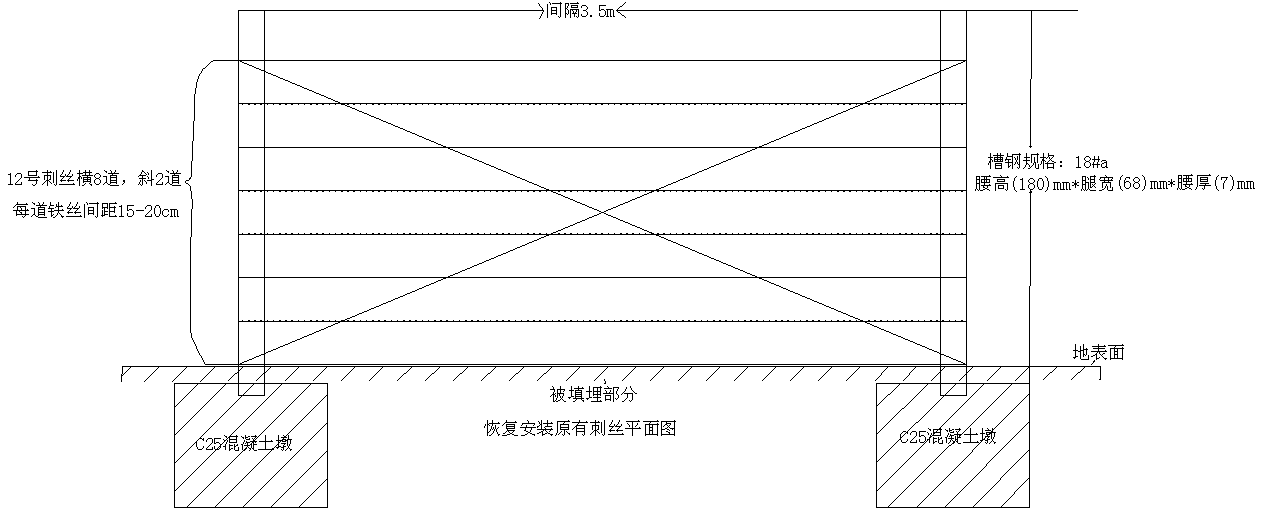 间隔3.5m
槽钢规格：18#a
腰高(180)mm*腿宽(68)mm*腰厚(7)mm
12号刺丝横8道，斜2道
每道铁丝间距15-20cm
地表面
被填埋部分
恢复安装原有刺丝平面图
C25混凝土墩
C25混凝土墩